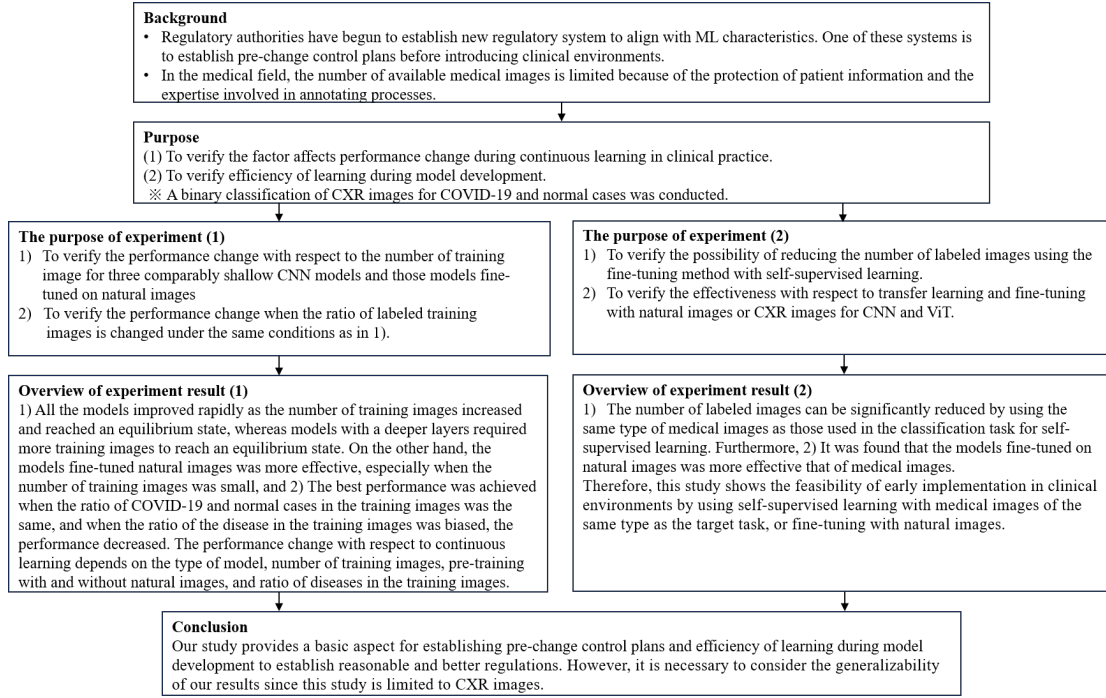 Background
• Regulatory authorities have begun to establish new regulatory system to align with ML characteristics. One of these systems is
to establish pre-change control plans before introducing clinical environments.
• In the medical field, the number of available medical images is limited because of the protection of patient information and the
expertise involved in annotating processes.
Purpose
(1) To verify the factor affects performance change during continuous learning in clinical practice.
(2) To verify efficiency of learning during model development.
※ A binary classification of CXR images for COVID-19 and normal cases was conducted.
The purpose of experiment (1)
1) To verify the performance change with respect to the number of training
image for three comparably shallow CNN models and those models fine-
tuned on natural images
2) To verify the performance change when the ratio of labeled training
images is changed under the same conditions as in 1).
The purpose of experiment (2)
1) To verify the possibility of reducing the number of labeled images using the
fine-tuning method with self-supervised learning.
2) To verify the effectiveness with respect to transfer learning and fine-tuning
with natural images or CXR images for CNN and ViT.
Overview of experiment result (1)
1) All the models improved rapidly as the number of training images increased
and reached an equilibrium state, whereas models with a deeper layers required
more training images to reach an equilibrium state. On the other hand, the
models fine-tuned natural images was more effective, especially when the
number of training images was small, and 2) The best performance was achieved
when the ratio of COVID-19 and normal cases in the training images was the
same, and when the ratio of the disease in the training images was biased, the
performance decreased. The performance change with respect to continuous
learning depends on the type of model, number of training images, pre-training
with and without natural images, and ratio of diseases in the training images.
Overview of experiment result (2)
1) The number of labeled images can be significantly reduced by using the
same type of medical images as those used in the classification task for self-
supervised learning. Furthermore, 2) It was found that the models fine-tuned on
natural images was more effective that of medical images.
Therefore, this study shows the feasibility of early implementation in clinical
environments by using self-supervised learning with medical images of the
same type as the target task, or fine-tuning with natural images.
Conclusion
Our study provides a basic aspect for establishing pre-change control plans and efficiency of learning during model
development to establish reasonable and better regulations. However, it is necessary to consider the generalizability
of our results since this study is limited to CXR images.